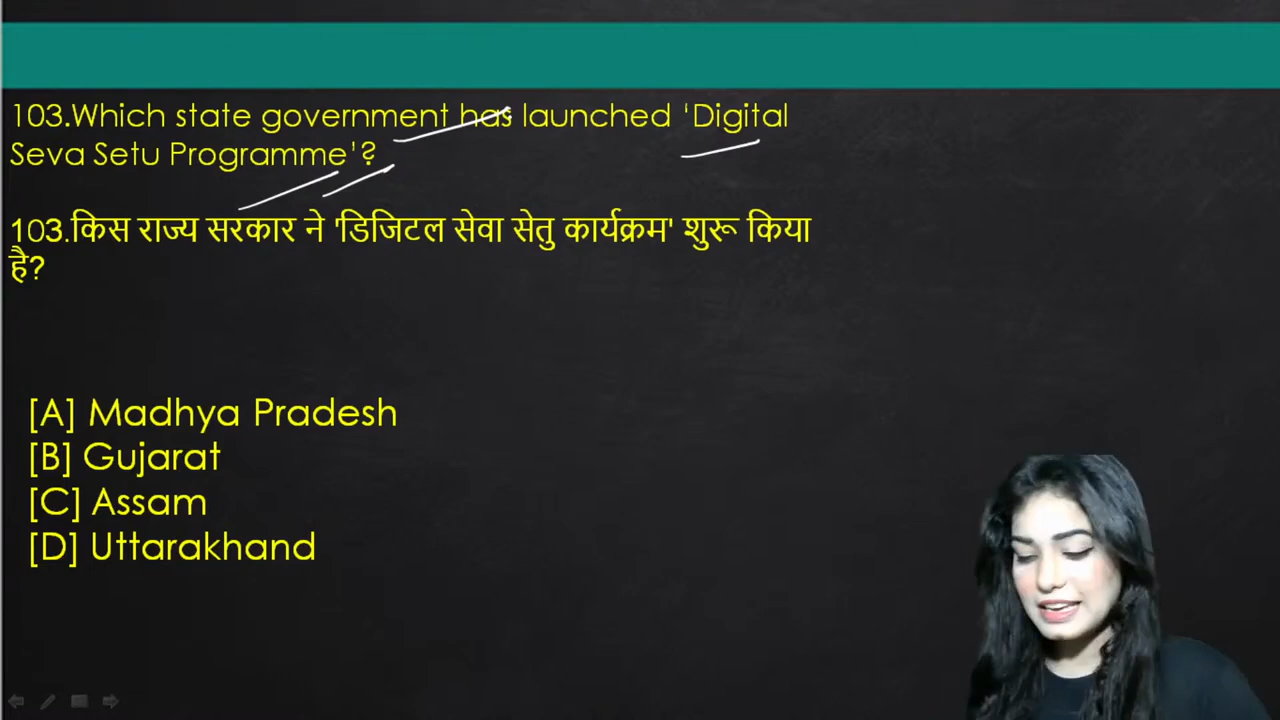 103.Which state government has launched ‘Digital
Seva Setu Programme’?
103.किस राज्य सरकार ने 'डिजिटल सेवा सेतु कार्यक्रम' शुरू किया
है?
[A] Madhya Pradesh
[B] Gujarat
[C] Assam
[D] Uttarakhand